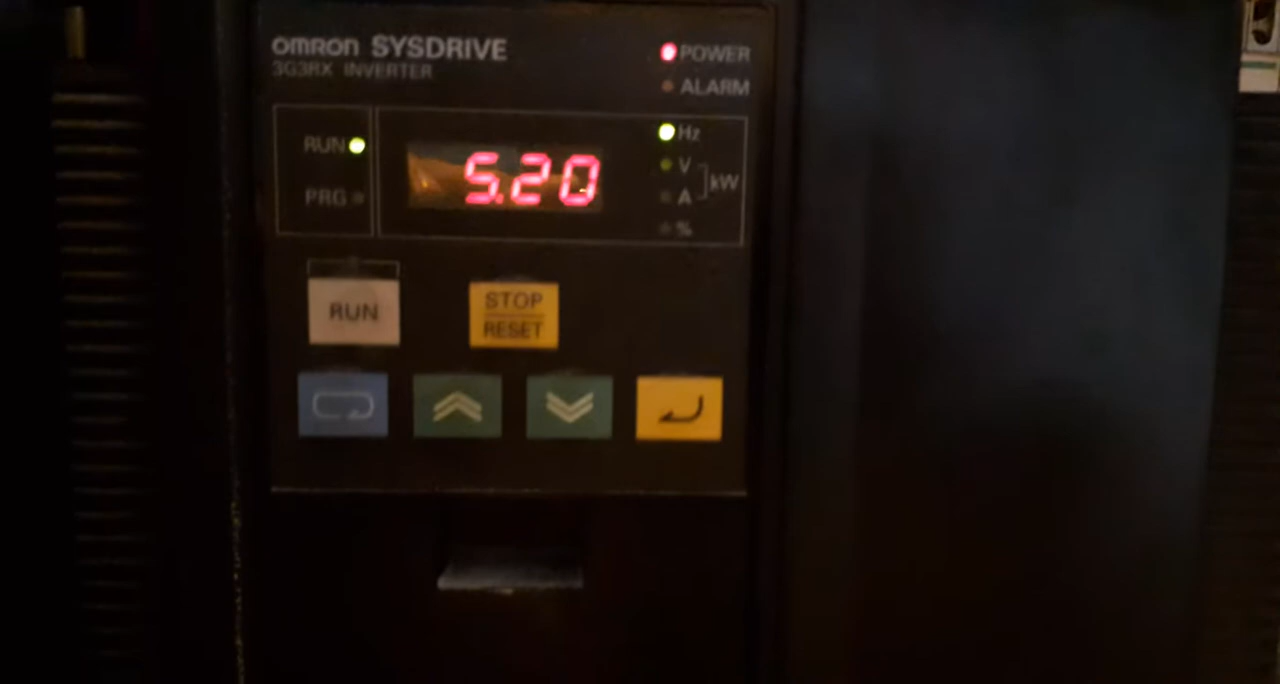 omron SYSDRIVE
3G3RX INVERTER
POWER
ALARM
RUN
PRG
5.20
Hz
V
A
kW
%
RUN
STOP
RESET